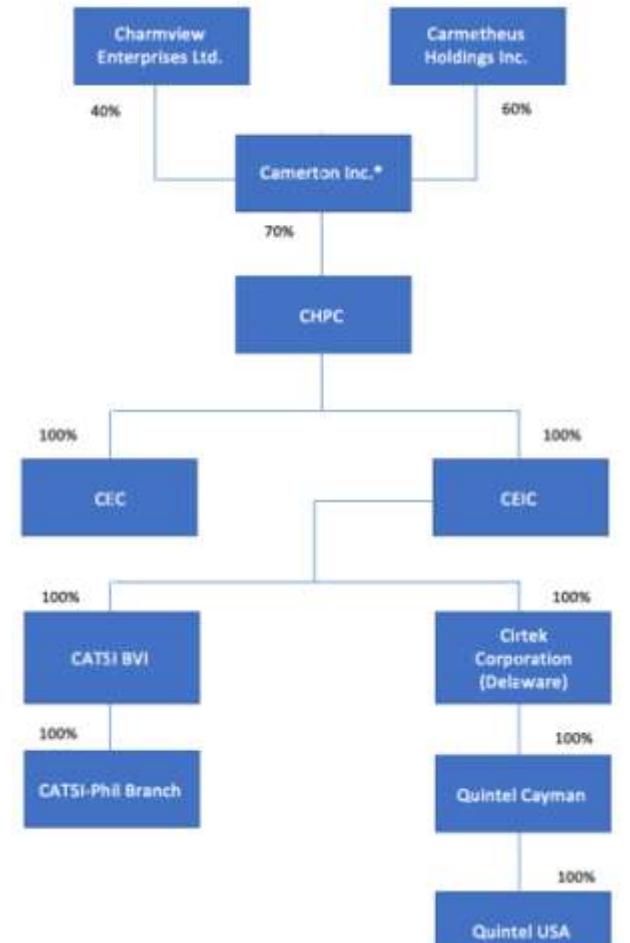 Charmview
Enterprises Ltd.
Carmetheus
Holdings Inc.
40%
60%
Camerton Inc.*
70%
CHPC
100%
100%
CEC
CEIC
100%
100%
CATSI BVI
Cirtek
Corporation
(Delaware)
100%
100%
CATSI-Phil Branch
Quintel Cayman
100%
Quintel USA